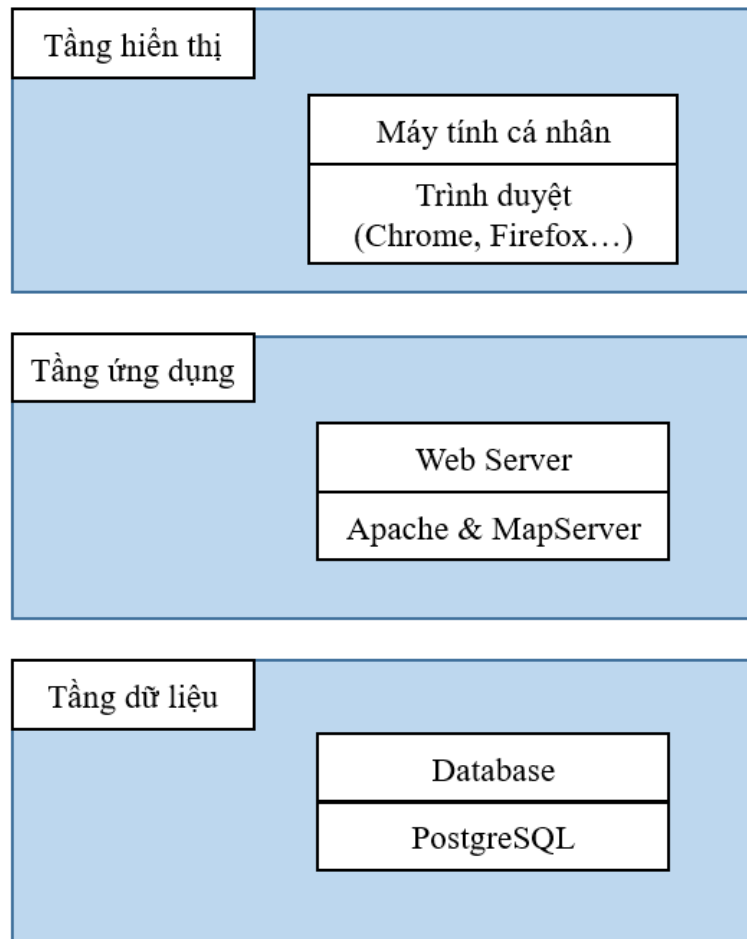 Tầng hiển thị
Máy tính cá nhân
Trình duyệt
(Chrome, Firefox…)
Tầng ứng dụng
Web Server
Apache & MapServer
Tầng dữ liệu
Database
PostgreSQL